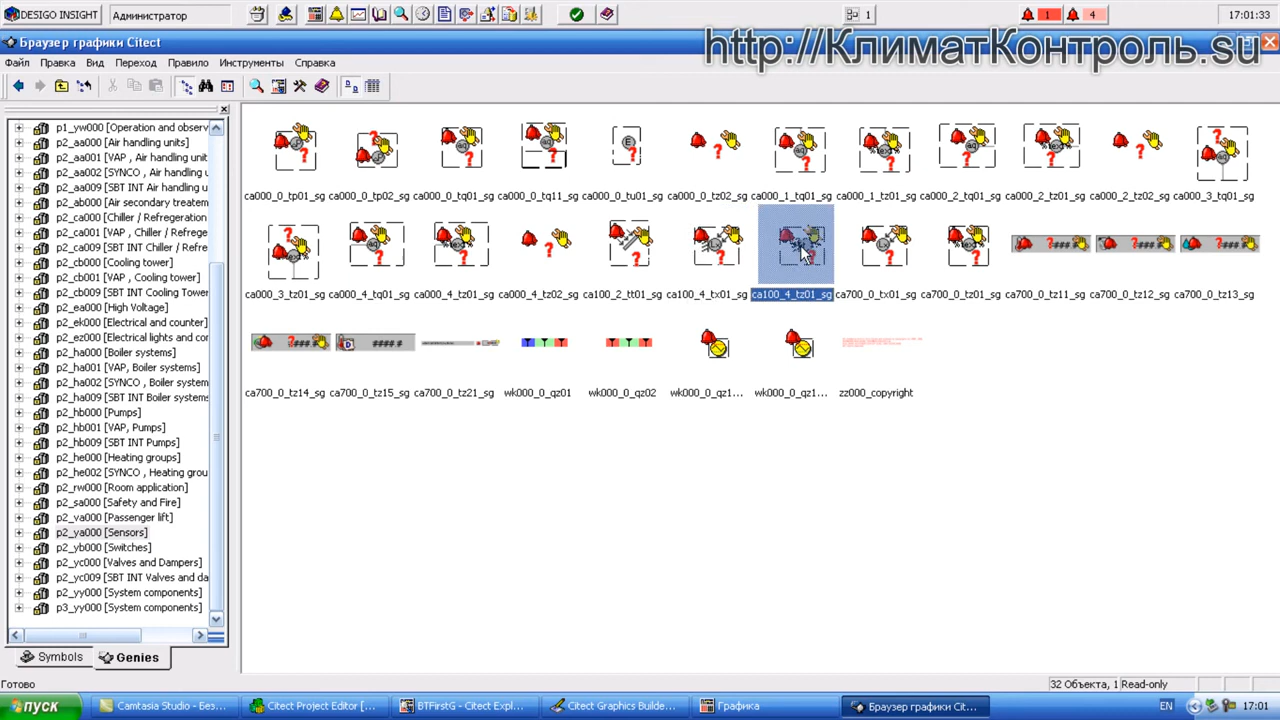 DESIGO INSIGHT
Администратор
1
1
4
17:01:33
Браузер графики Citect
http://КлиматКонтроль.su
Файл Правка Вид Переход Правило Инструменты Справка
p1_yw000 [Operation and observ
p2_aa000 [Air handling units]
p2_aa001 [VAP , Air handling unit
p2_aa002 [SYNCO , Air handling
p2_aa009 [SBT INT Air handling u
p2_ab000 [Air secondary treatem
p2_ca000 [Chiller / Refregeration
p2_ca001 [VAP, Chiller / Refreger
p2_ca009 [SBT INT Chiller / Refre
p2_cb000 [Cooling tower]
p2_cb001 [VAP, Cooling tower]
p2_cb009 [SBT INT Cooling Tower
p2_ea000 [High Voltage]
p2_ek000 [Electrical and counter]
p2_ez000 [Electrical lights and cor
p2_ha000 [Boiler systems]
p2_ha001 [VAP, Boiler systems]
p2_ha002 [SYNCO , Boiler systems
p2_ha009 [SBT INT Boiler systems
p2_hb000 [Pumps]
p2_hb001 [VAP, Pumps]
p2_hb009 [SBT INT Pumps]
p2_he000 [Heating groups]
p2_he002 [SYNCO , Heating grou
p2_rw000 [Room application]
p2_sa000 [Safety and Fire]
p2_va000 [Passenger lift]
p2_ya000 [Sensors]
p2_yb000 [Switches]
p2_yc000 [Valves and Dampers]
p2_yc009 [SBT INT Valves and da
p2_yy000 [System components]
p3_yy000 [System components]
Symbols
Genies
ca000_0_tp01_sg ca000_0_tp02_sg ca000_0_tq01_sg ca000_0_tq11_sg ca000_0_tu01_sg ca000_0_tz02_sg ca000_1_tq01_sg ca000_1_tz01_sg ca000_2_tq01_sg ca000_2_tz01_sg ca000_2_tz02_sg ca000_3_tq01_sg
ca000_3_tz01_sg ca000_4_tq01_sg ca000_4_tz01_sg ca000_4_tz02_sg ca100_2_tt01_sg ca100_4_tx01_sg ca100_4_tz01_sg ca700_0_tx01_sg ca700_0_tz01_sg ca700_0_tz11_sg ca700_0_tz12_sg ca700_0_tz13_sg
ca700_0_tz14_sg ca700_0_tz15_sg ca700_0_tz21_sg wk000_0_qz01 wk000_0_qz02 wk000_0_qz1... wk000_0_qz1... zz000_copyright
Готово
32 Объекта, 1 Read-only
пуск
Camtasia Studio - Без...
Citect Project Editor [...
BTFirstG - Citect Expl...
Citect Graphics Builde...
Графика
Браузер графики Cit...
EN
17:01